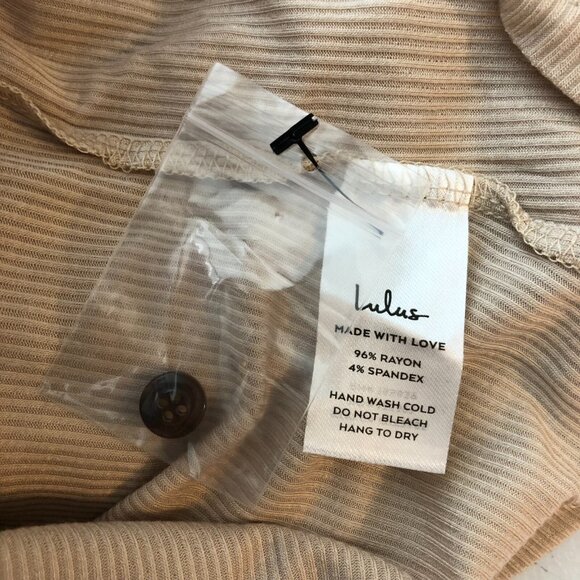 lulus
MADE WITH LOVE
96% RAYON
4% SPANDEX
HAND WASH COLD
DO NOT BLEACH
HANG TO DRY